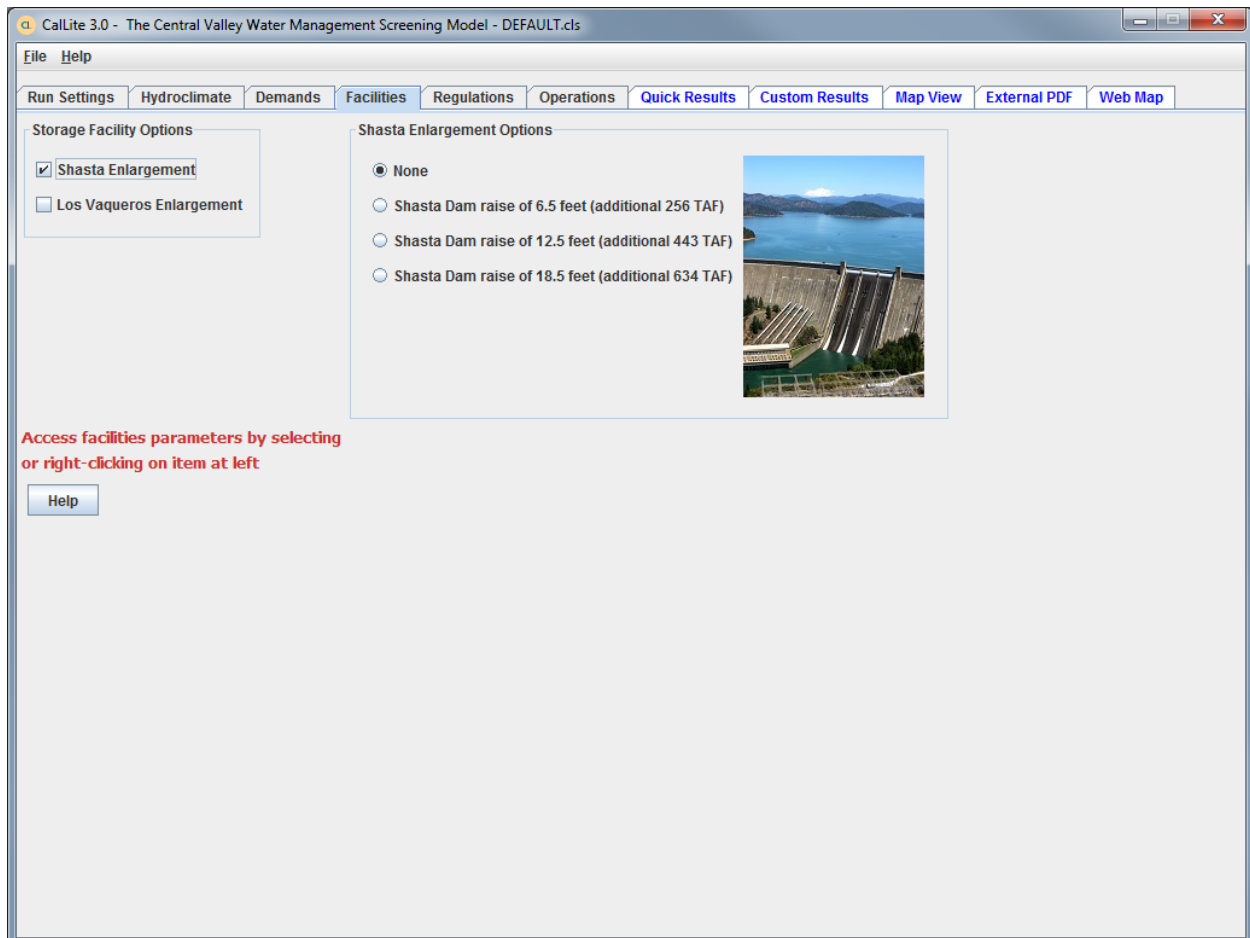 CalLite 3.0 - The Central Valley Water Management Screening Model - DEFAULT.cls
File Help
Run Settings Hydroclimate Demands Facilities Regulations Operations Quick Results Custom Results Map View External PDF Web Map
Storage Facility Options
Shasta Enlargement
Los Vaqueros Enlargement
Shasta Enlargement Options
None
Shasta Dam raise of 6.5 feet (additional 256 TAF)
Shasta Dam raise of 12.5 feet (additional 443 TAF)
Shasta Dam raise of 18.5 feet (additional 634 TAF)
Access facilities parameters by selecting
or right-clicking on item at left
Help